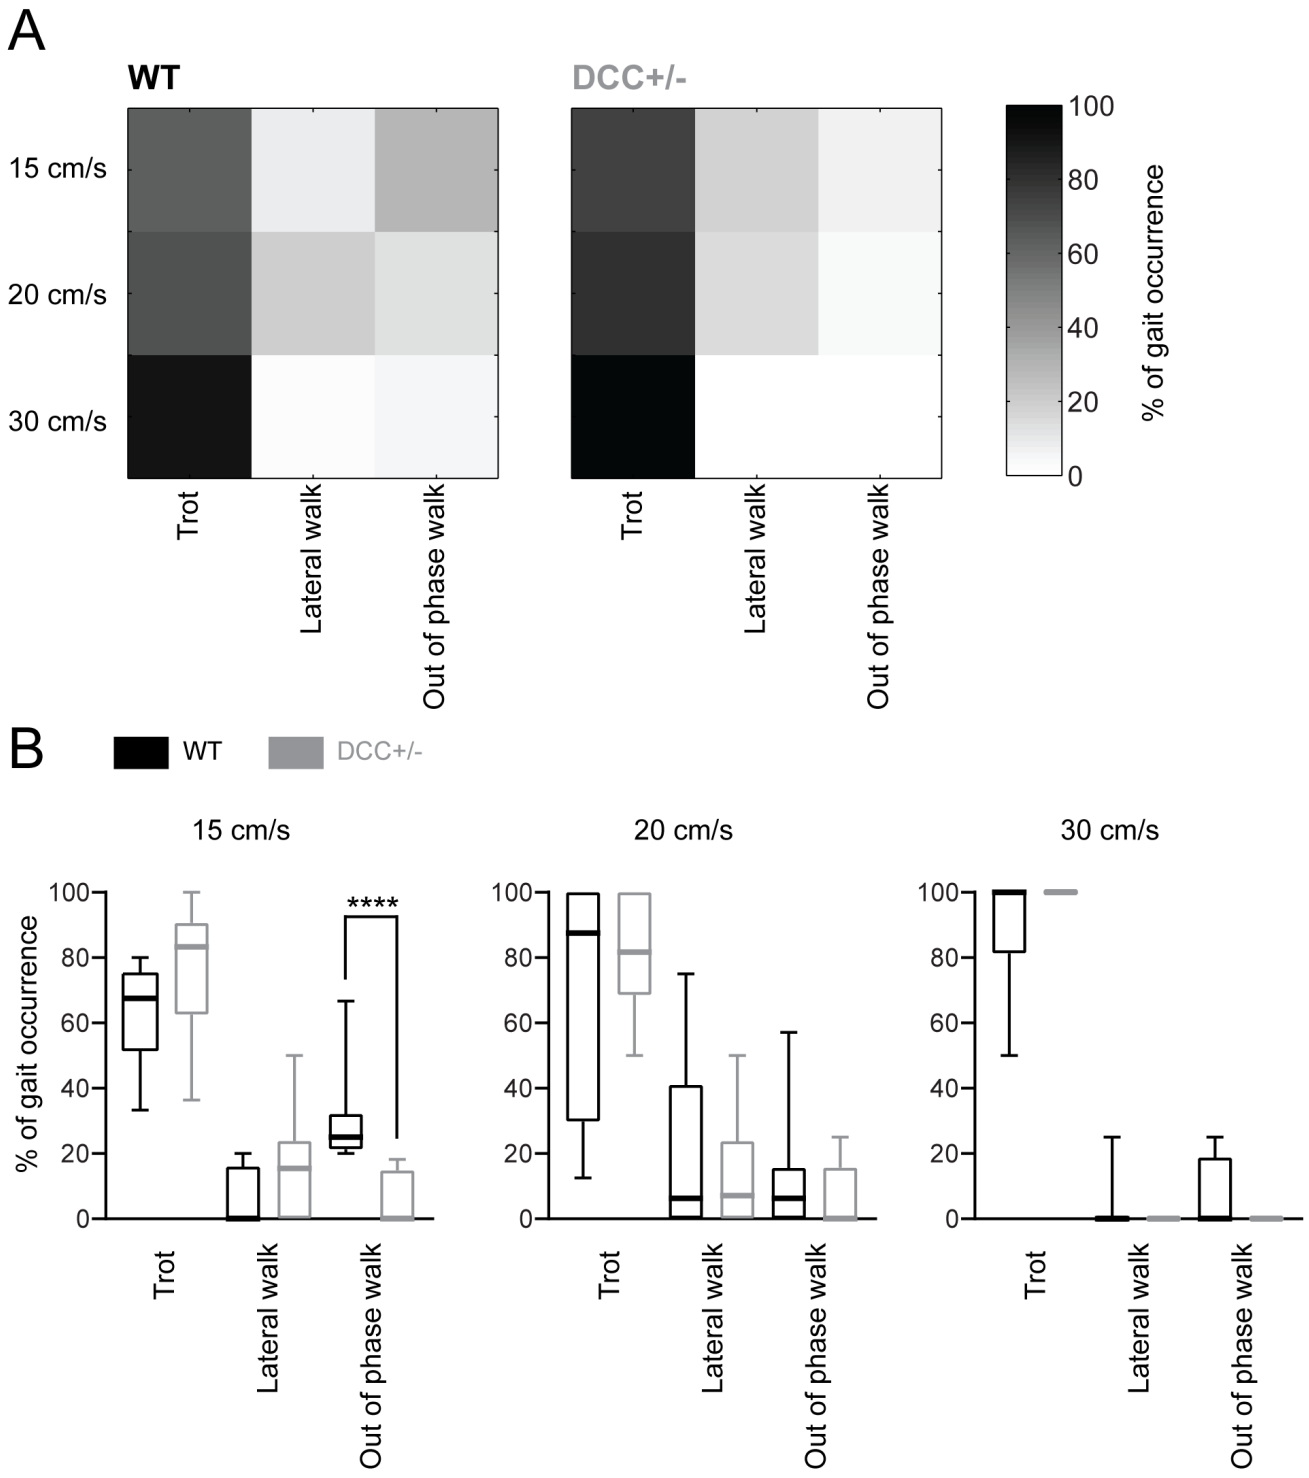 A
WT
DCC+/-
15 cm/s
20 cm/s
30 cm/s
Trot
Lateral walk
Out of phase walk
Trot
Lateral walk
Out of phase walk
100
80
60
40
20
0
% of gait occurrence
B
WT
DCC+/-
15 cm/s
20 cm/s
30 cm/s
% of gait occurrence
100
80
60
40
20
0
****
Trot
Lateral walk
Out of phase walk
100
80
60
40
20
0
Trot
Lateral walk
Out of phase walk
100
80
60
40
20
0
Trot
Lateral walk
Out of phase walk